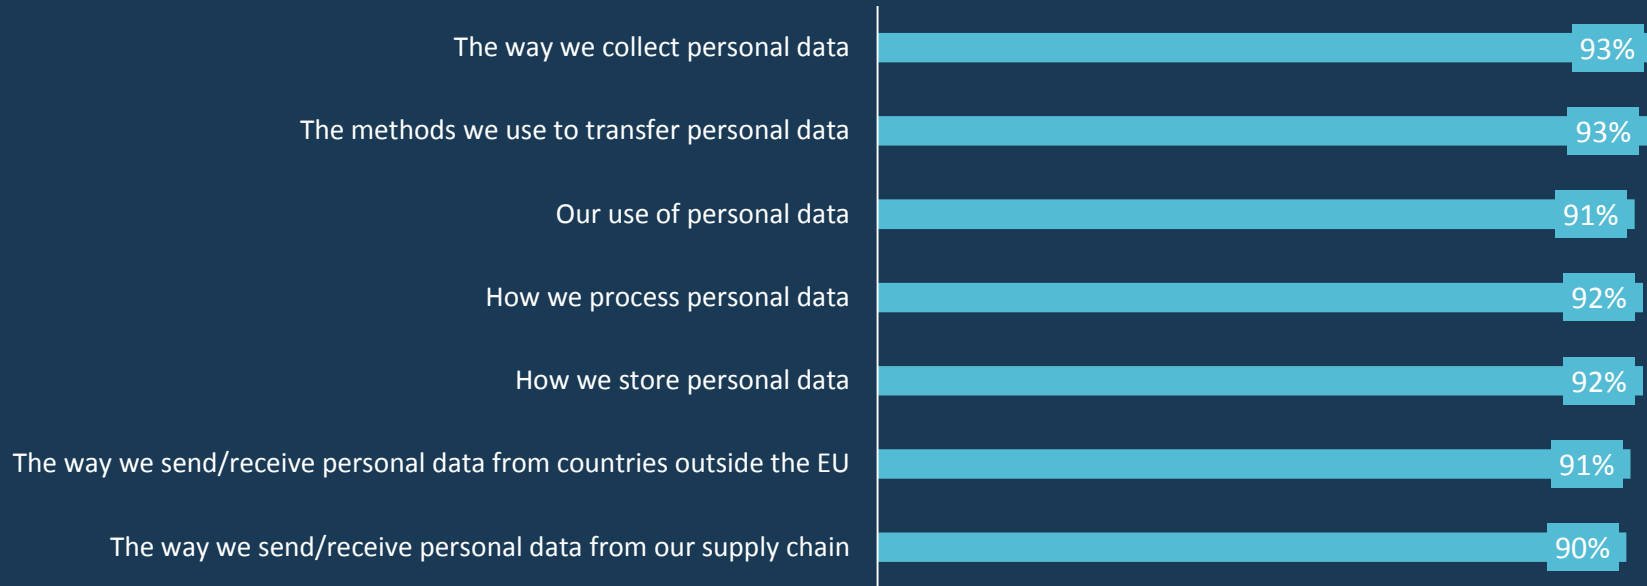 The way we collect personal data 93%
The methods we use to transfer personal data 93%
Our use of personal data 91%
How we process personal data 92%
How we store personal data 92%
The way we send/receive personal data from countries outside the EU 91%
The way we send/receive personal data from our supply chain 90%